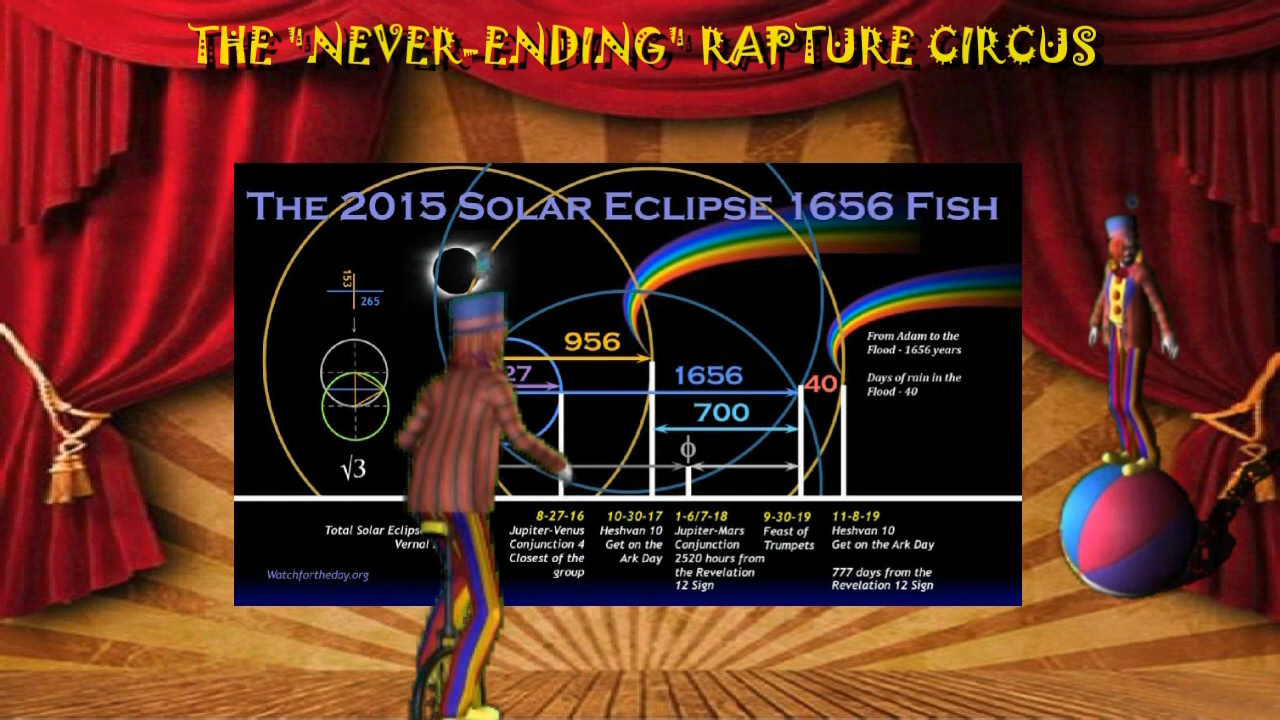 THE "NEVER-ENDING" RAPTURE CIRCUS
THE 2015 SOLAR ECLIPSE 1656 FISH
153
265
√3
956
27
1656
40
700
ϕ
From Adam to the
Flood - 1656 years
Days of rain in the
Flood - 40
Total Solar
Vernal
8-27-16
Jupiter-Venus
Conjunction 4
Closest of the
group
10-30-17
Heshvan 10
Get on the
Ark Day
1-6/7-18
Jupiter-Mars
Conjunction
2520 hours from
the Revelation
12 Sign
9-30-19
Feast of
Trumpets
11-8-19
Heshvan 10
Get on the Ark Day
777 days from the
Revelation 12 Sign
Watchfortheday.org